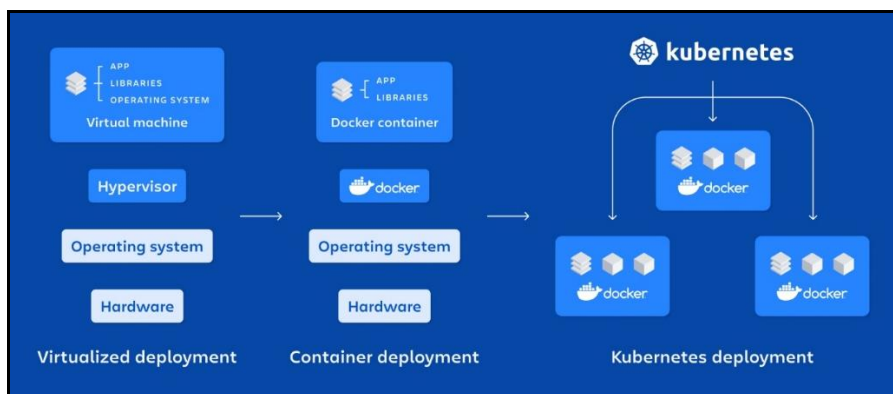 APP
LIBRARIES
OPERATING SYSTEM
Virtual machine
Hypervisor
Operating system
Hardware
Virtualized deployment
APP
LIBRARIES
Docker container
docker
Operating system
Hardware
Container deployment
kubernetes
docker
docker
docker
Kubernetes deployment